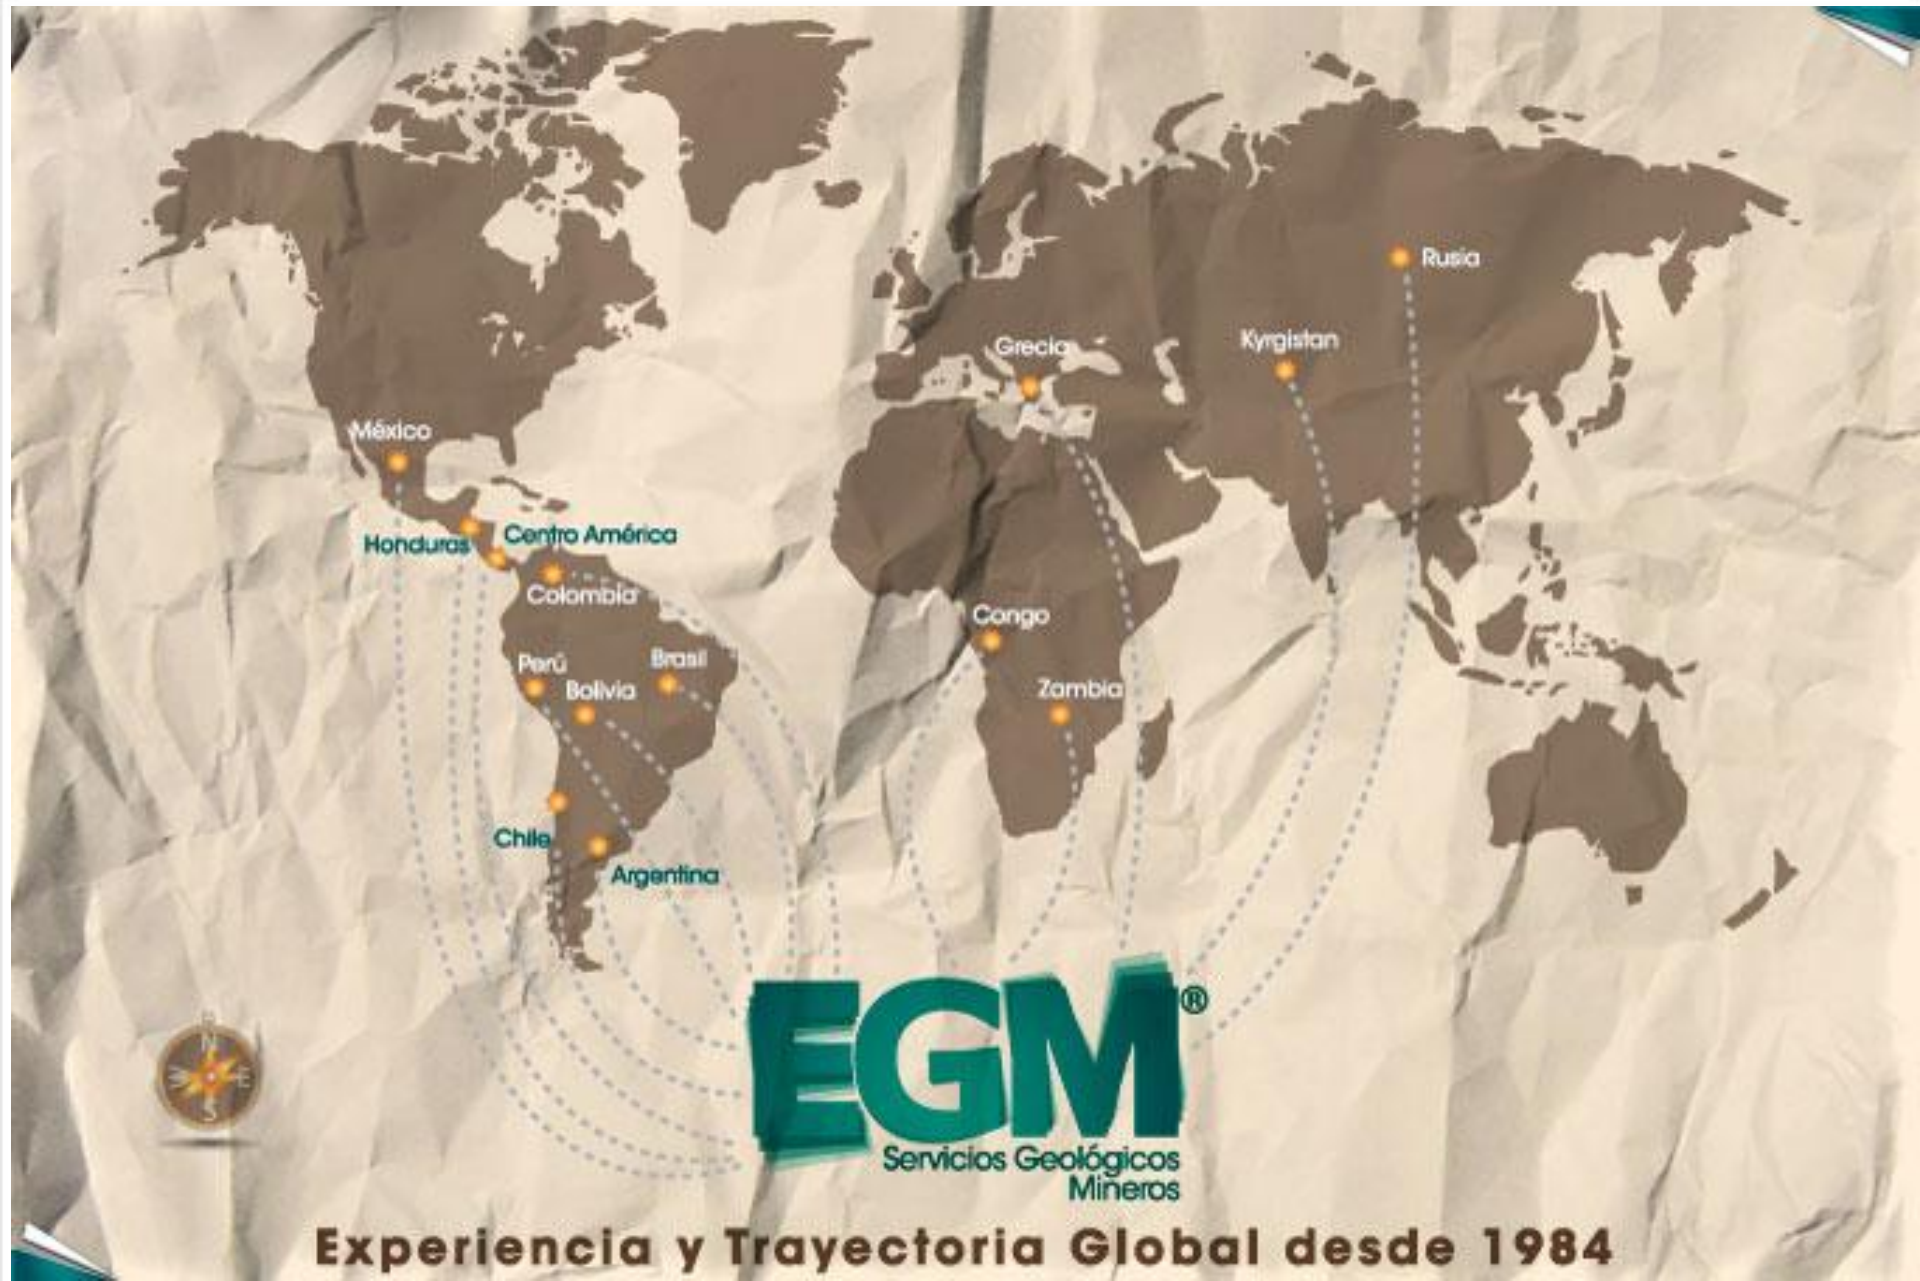 Rusia
Kyrgistan
Grecia
México
Honduras
Centro América
Colombia
Congo
Perú
Brasil
Bolivia
Zambia
Chile
Argentina
N
W E
S
EGM®
Servicios Geológicos
Mineros
Experiencia y Trayectoria Global desde 1984